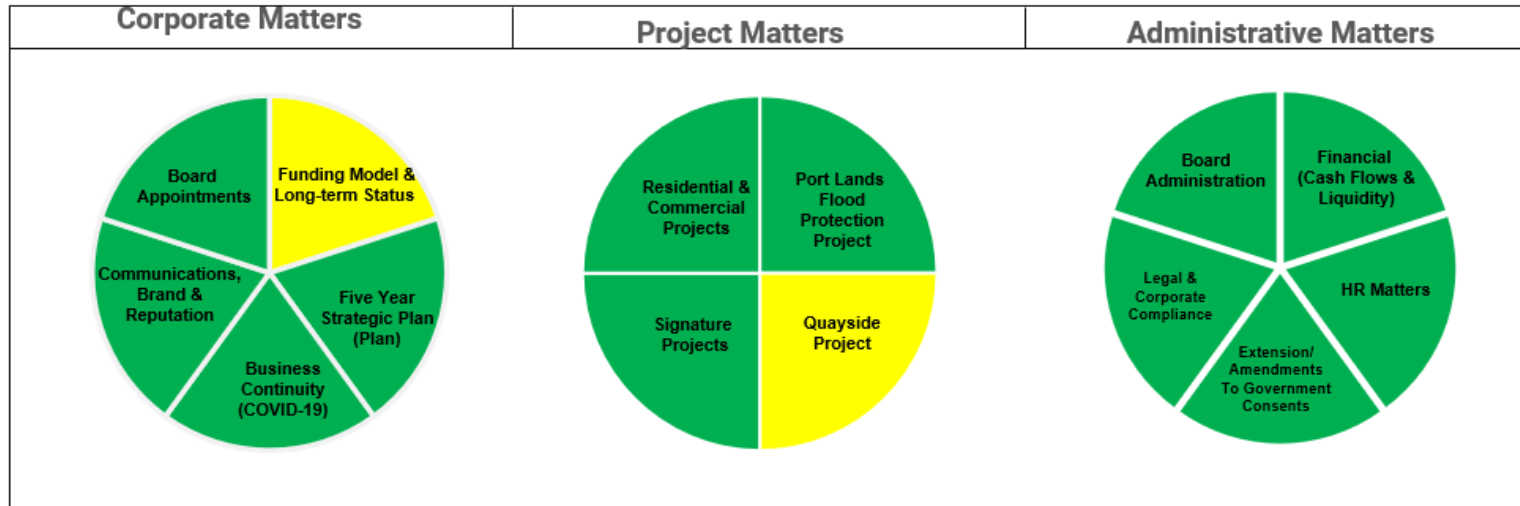 Corporate Matters
Project Matters
Administrative Matters
Board
Appointments
Funding Model &
Long-term Status
Communications,
Brand &
Reputation
Five Year
Strategic Plan
(Plan)
Business
Continuity
(COVID-19)
Residential &
Commercial
Projects
Port Lands
Flood
Protection
Project
Signature
Projects
Quayside
Project
Board
Administration
Financial
(Cash Flows &
Liquidity)
Legal &
Corporate
Compliance
HR Matters
Extension/
Amendments
To Government
Consents